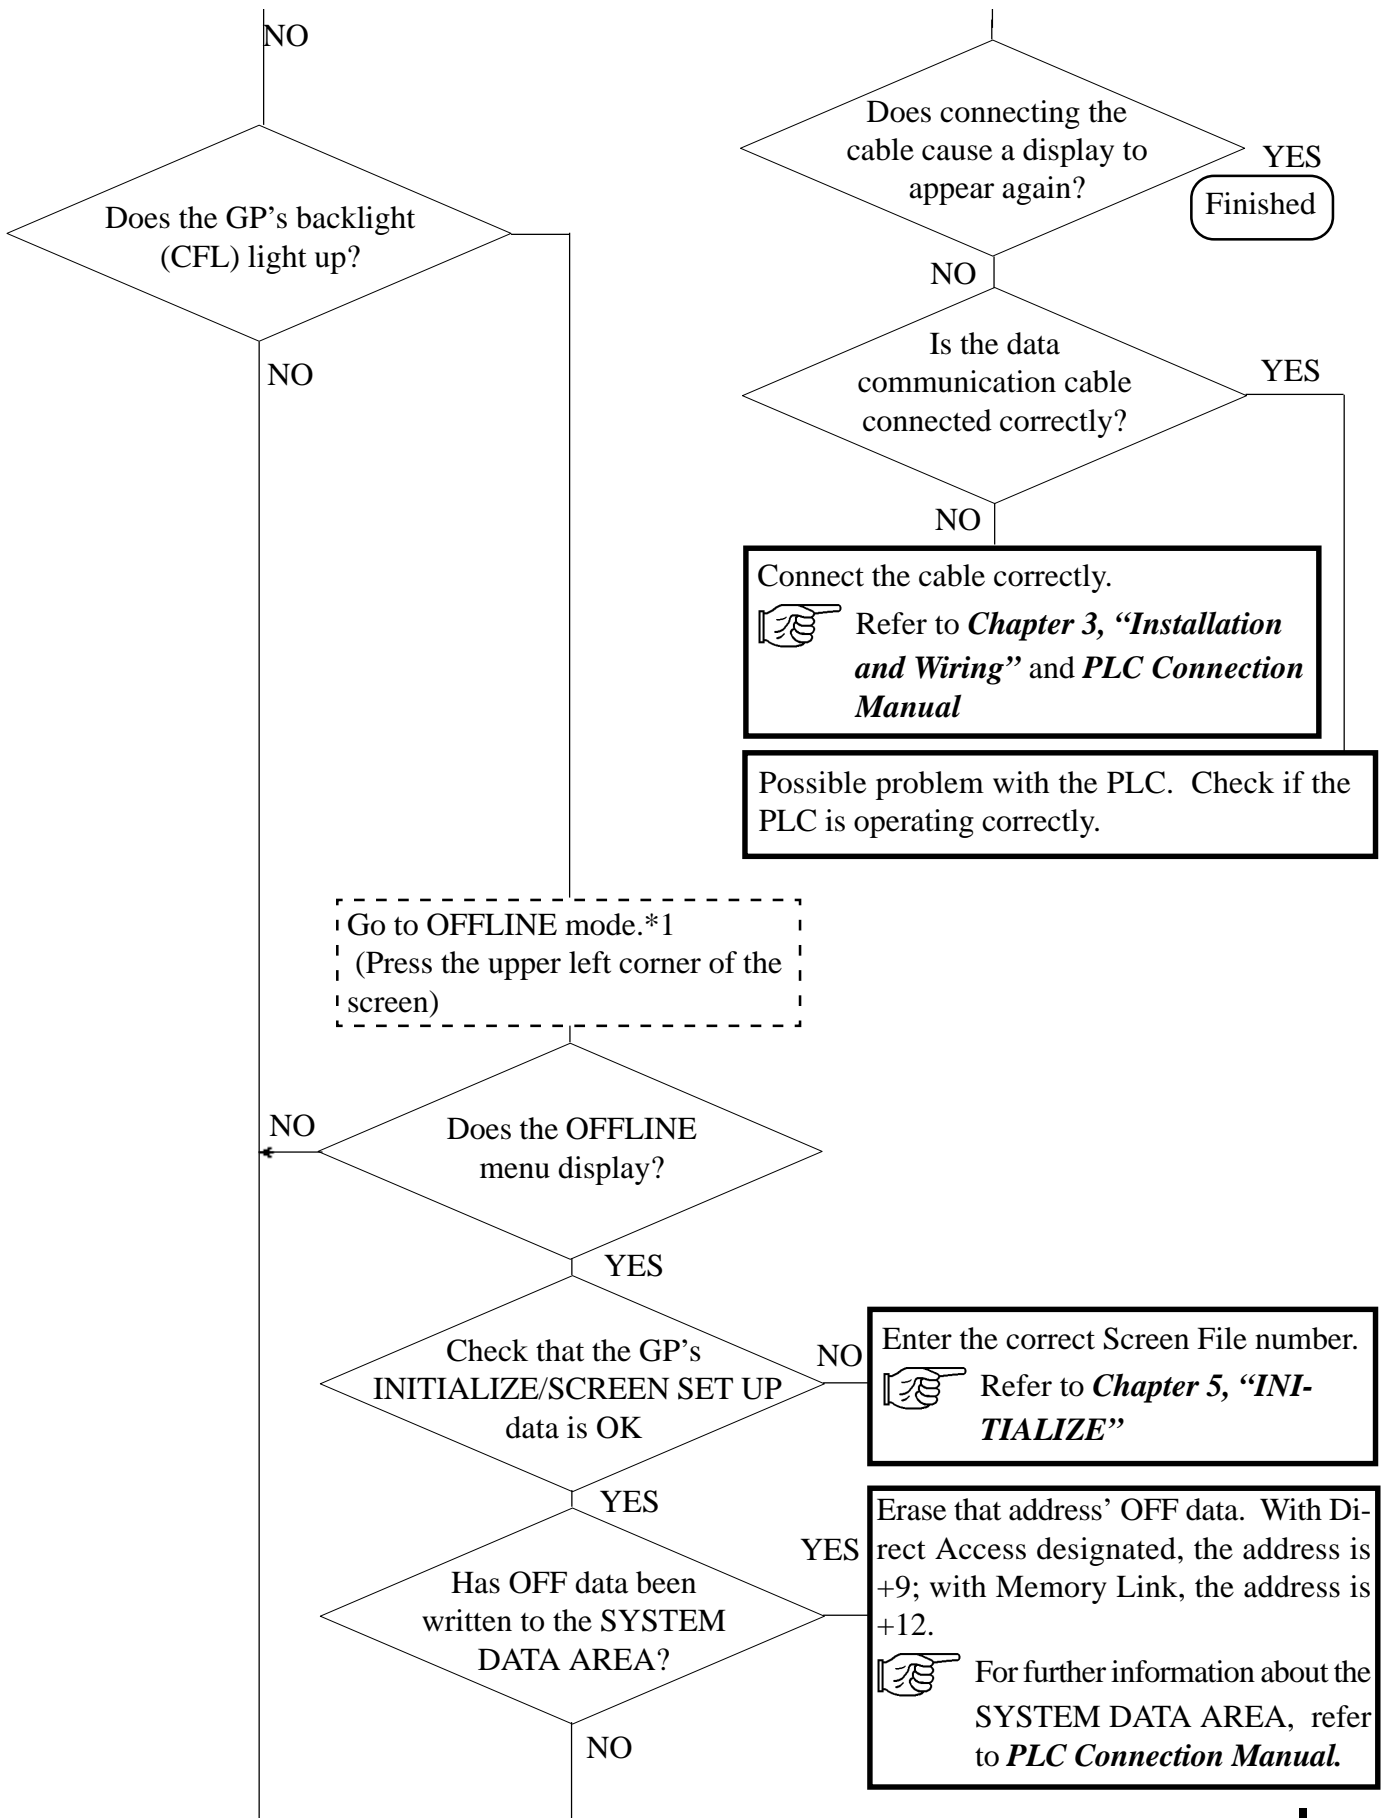 NO
Does the GP’s backlight
(CFL) light up?
NO
Does connecting the
cable cause a display to
appear again?
YES
Finished
NO
Is the data
communication cable
connected correctly?
YES
NO
Connect the cable correctly.
Refer to Chapter 3, “Installation
and Wiring” and PLC Connection
Manual
Possible problem with the PLC. Check if the
PLC is operating correctly.
Go to OFFLINE mode.*1
(Press the upper left corner of the
screen)
NO
Does the OFFLINE
menu display?
YES
Check that the GP’s
INITIALIZE/SCREEN SET UP
data is OK
NO
Enter the correct Screen File number.
Refer to Chapter 5, “INI-
TIALIZE”
YES
Has OFF data been
written to the SYSTEM
DATA AREA?
YES
Erase that address’ OFF data. With Di-
rect Access designated, the address is
+9; with Memory Link, the address is
+12.
For further information about the
SYSTEM DATA AREA, refer
to PLC Connection Manual.
NO